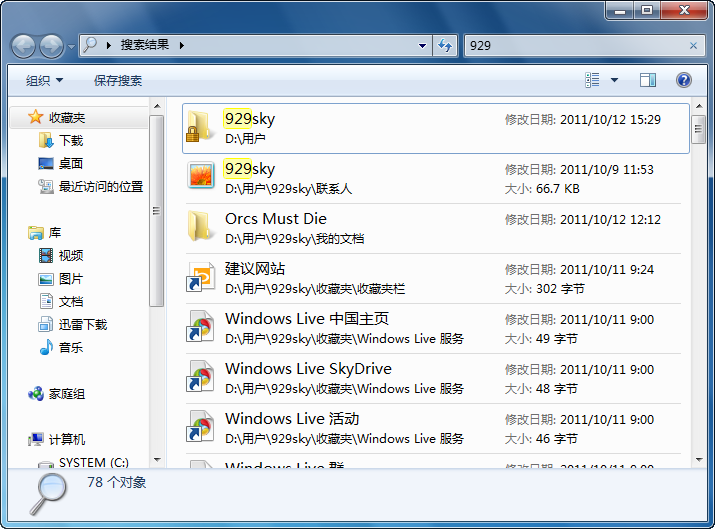 搜索结果
929
组织
保存搜索
收藏夹
下载
桌面
最近访问的位置
库
视频
图片
文档
迅雷下载
音乐
家庭组
计算机
SYSTEM (C:)
929sky
修改日期: 2011/10/12 15:29
D:\用户
929sky
修改日期: 2011/10/9 11:53
D:\用户\929sky\联系人
大小: 66.7 KB
Orcs Must Die
修改日期: 2011/10/12 12:12
D:\用户\929sky\我的文档
建议网站
修改日期: 2011/10/11 9:24
D:\用户\929sky\收藏夹\收藏夹栏
大小: 302 字节
Windows Live 中国主页
修改日期: 2011/10/11 9:00
D:\用户\929sky\收藏夹\Windows Live 服务
大小: 49 字节
Windows Live SkyDrive
修改日期: 2011/10/11 9:00
D:\用户\929sky\收藏夹\Windows Live 服务
大小: 48 字节
Windows Live 活动
修改日期: 2011/10/11 9:00
D:\用户\929sky\收藏夹\Windows Live 服务
大小: 46 字节
Windows Live 群
修改日期: 2011/10/11 9:00
78 个对象